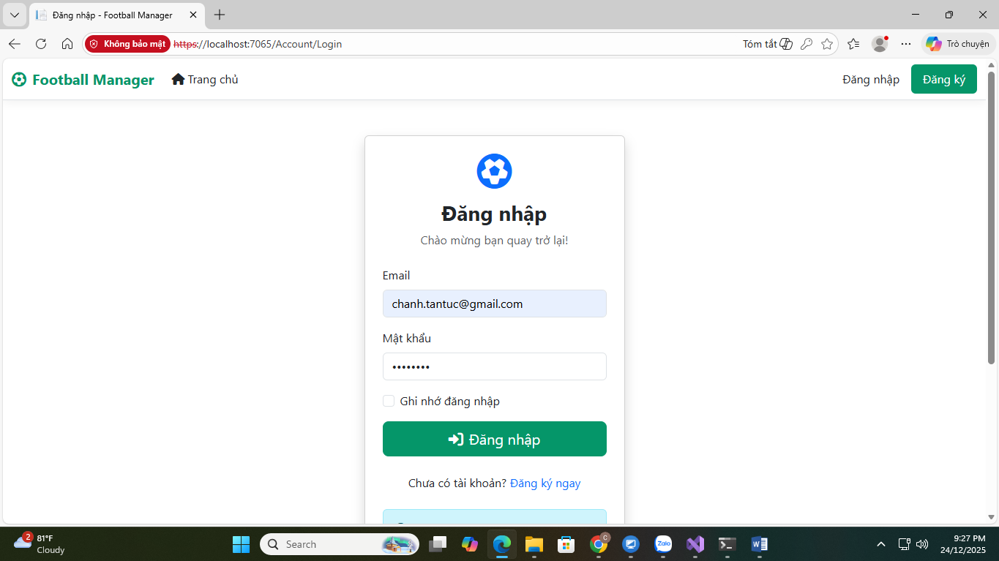 Đăng nhập - Football Manager
Không bảo mật https://localhost:7065/Account/Login Tóm tắt Trò chuyện
Football Manager Trang chủ Đăng nhập Đăng ký
Đăng nhập
Chào mừng bạn quay trở lại!
Email
chanh.tantuc@gmail.com
Mật khẩu
••••••••
Ghi nhớ đăng nhập
Đăng nhập
Chưa có tài khoản? Đăng ký ngay
2 81°F
Cloudy
Search
C
Zalo
9:27 PM
24/12/2025